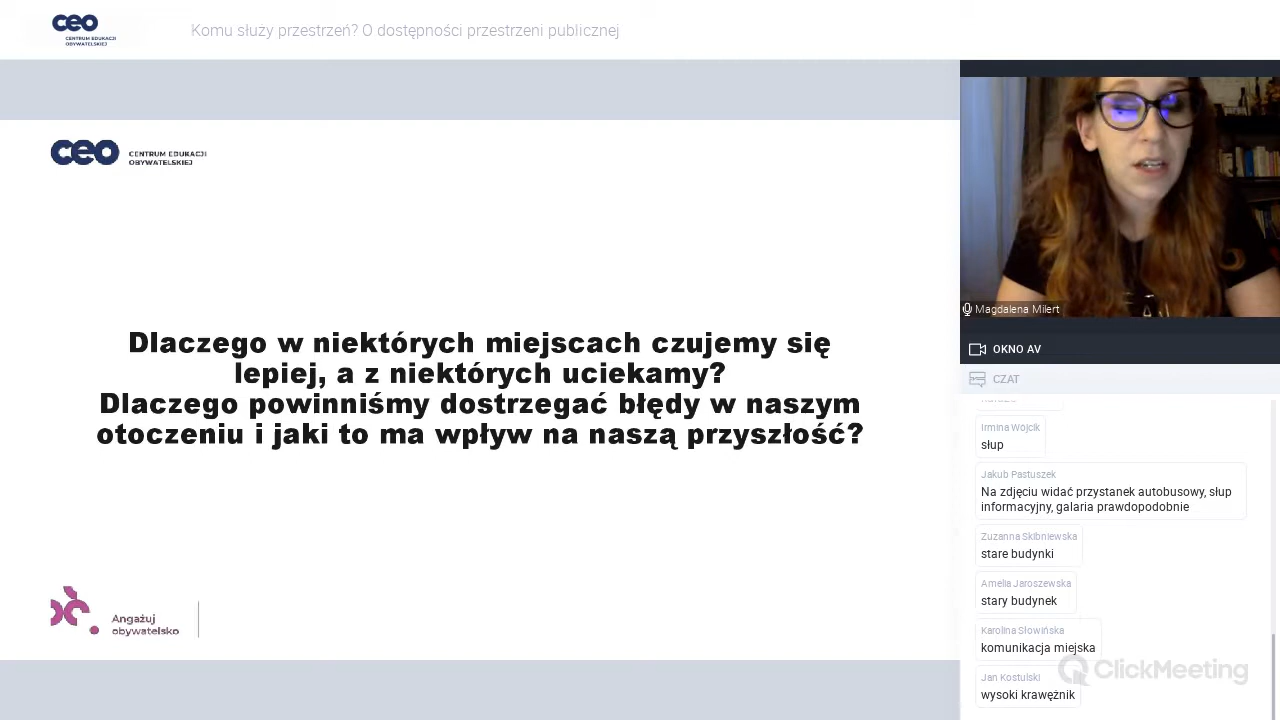 ceo
CENTRUM EDUKACJI
OBYWATELSKIEJ
Komu służy przestrzeń? O dostępności przestrzeni publicznej
ceo
CENTRUM EDUKACJI
OBYWATELSKIEJ
Dlaczego w niektórych miejscach czujemy się
lepiej, a z niektórych uciekamy?
Dlaczego powinniśmy dostrzegać błędy w naszym
otoczeniu i jaki to ma wpływ na naszą przyszłość?
Angażuj
obywatelsko
Magdalena Milert
OKNO AV
CZAT
Irmina Wójcik
słup
Jakub Pastuszek
Na zdjęciu widać przystanek autobusowy, słup
informacyjny, galaria prawdopodobnie
Zuzanna Skibniewska
stare budynki
Amelia Jaroszewska
stary budynek
Karolina Słowińska
komunikacja miejska
Jan Kostulski
wysoki krawężnik
ClickMeeting